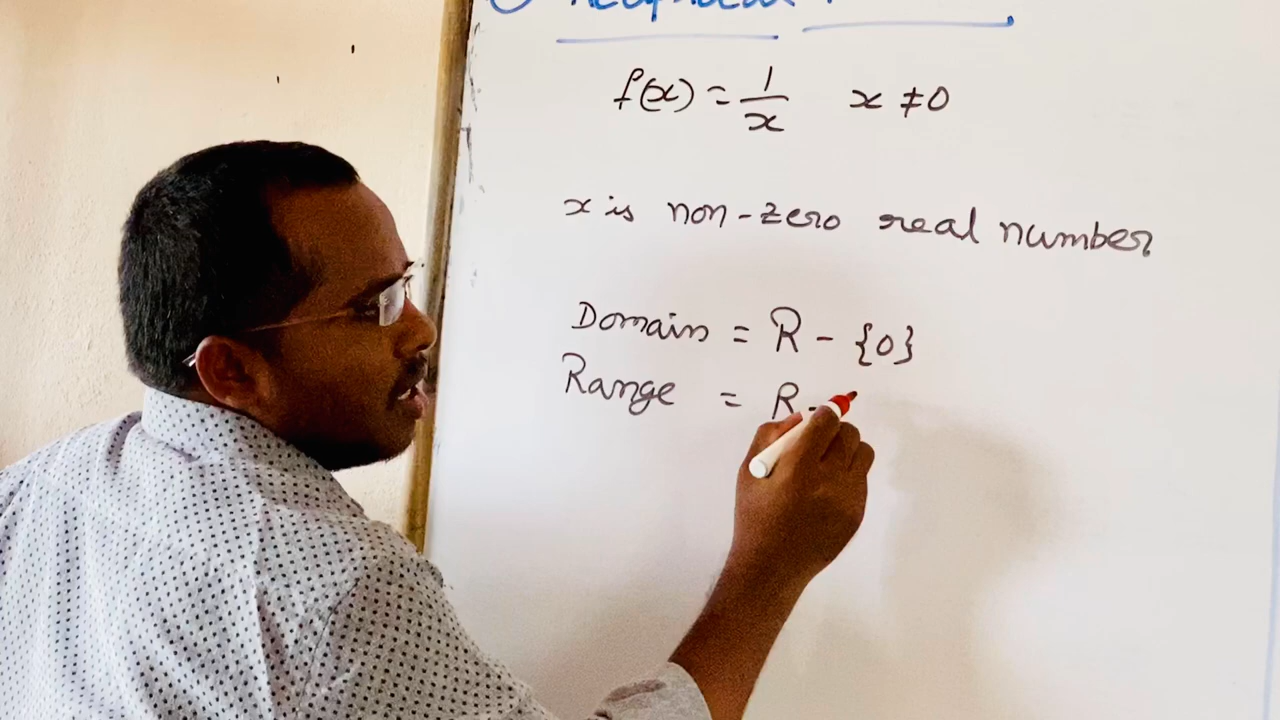 f(x) = 1/x x ≠ 0
x is non-zero real number
Domain = R - {0}
Range = R -